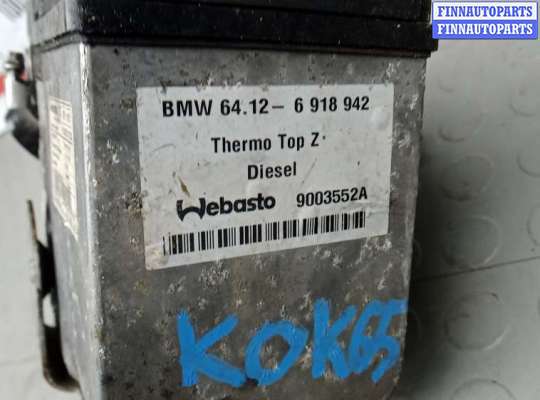 FINNAUTOPARTS
FINNAUTOPARTS
BMW 64.12- 6 918 942
Thermo Top Z
Diesel
Webasto 9003552A
KOK65